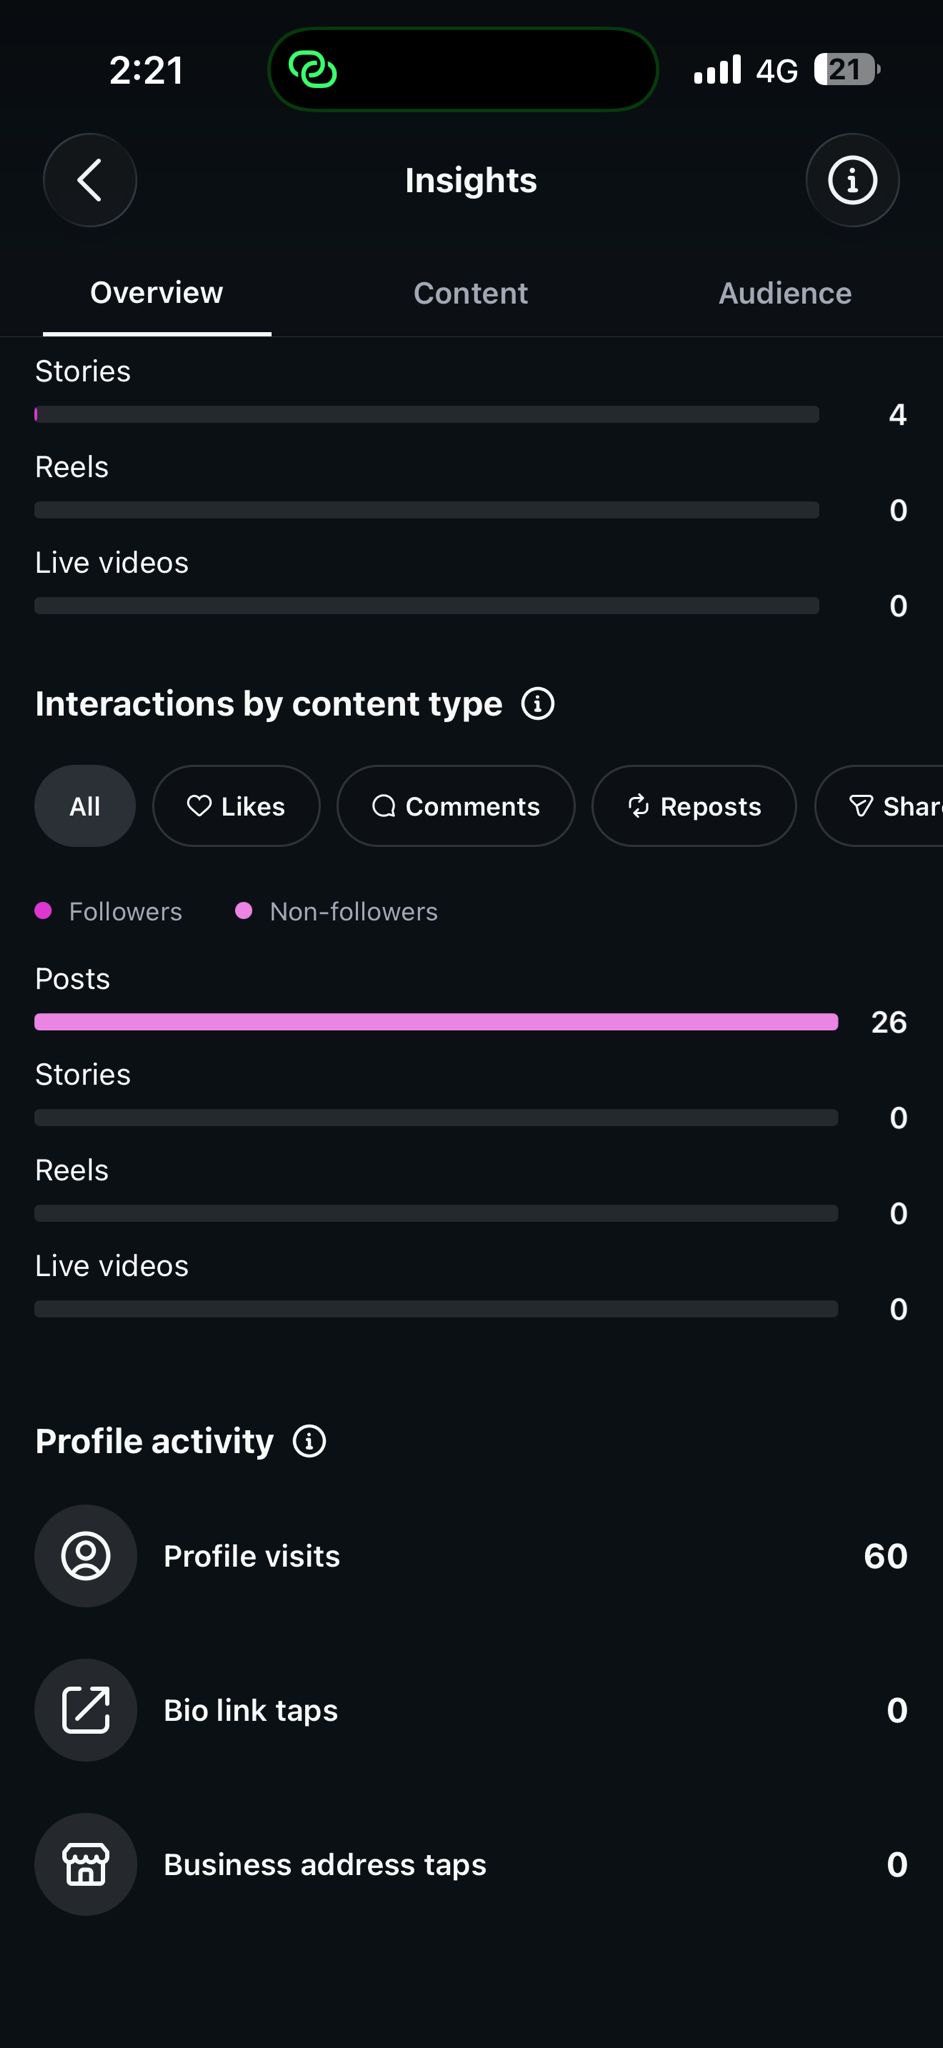 2:21
4G
21
Insights
Overview
Content
Audience
Stories
4
Reels
0
Live videos
0
Interactions by content type
All
Likes
Comments
Reposts
Shar
Followers
Non-followers
Posts
26
Stories
0
Reels
0
Live videos
0
Profile activity
Profile visits
60
Bio link taps
0
Business address taps
0